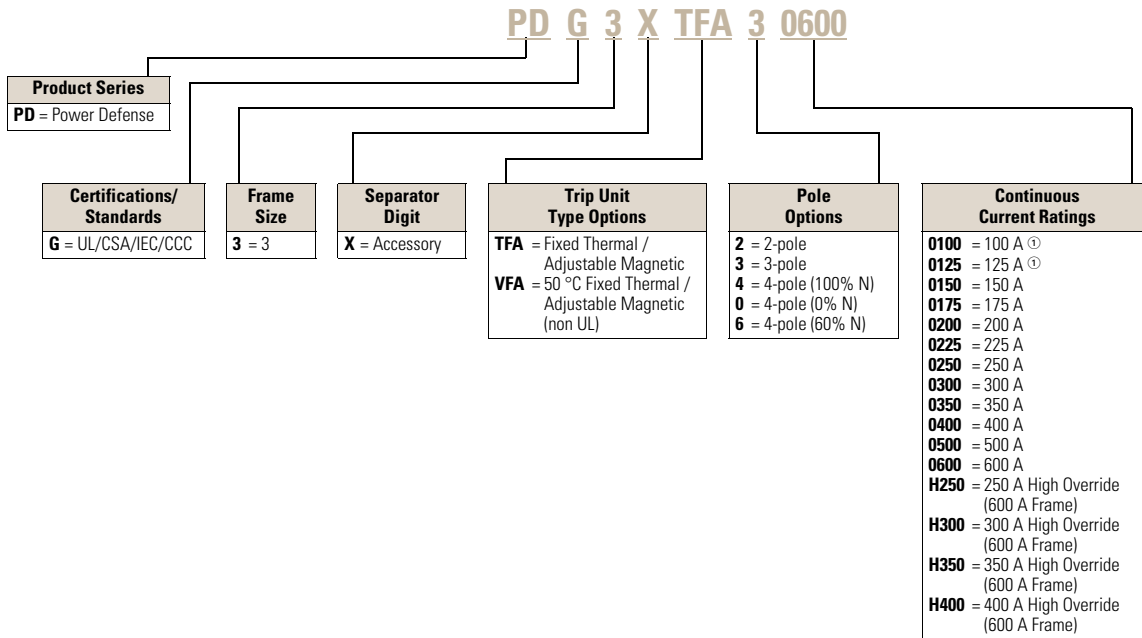 PD G 3 X TFA 3 0600
Product Series
PD = Power Defense
Certifications/
Standards
G = UL/CSA/IEC/CCC
Frame
Size
3 = 3
Separator
Digit
X = Accessory
Trip Unit
Type Options
TFA = Fixed Thermal /
Adjustable Magnetic
VFA = 50 °C Fixed Thermal /
Adjustable Magnetic
(non UL)
Pole
Options
2 = 2-pole
3 = 3-pole
4 = 4-pole (100% N)
0 = 4-pole (0% N)
6 = 4-pole (60% N)
Continuous
Current Ratings
0100 = 100 A ①
0125 = 125 A ①
0150 = 150 A
0175 = 175 A
0200 = 200 A
0225 = 225 A
0250 = 250 A
0300 = 300 A
0350 = 350 A
0400 = 400 A
0500 = 500 A
0600 = 600 A
H250 = 250 A High Override
(600 A Frame)
H300 = 300 A High Override
(600 A Frame)
H350 = 350 A High Override
(600 A Frame)
H400 = 400 A High Override
(600 A Frame)